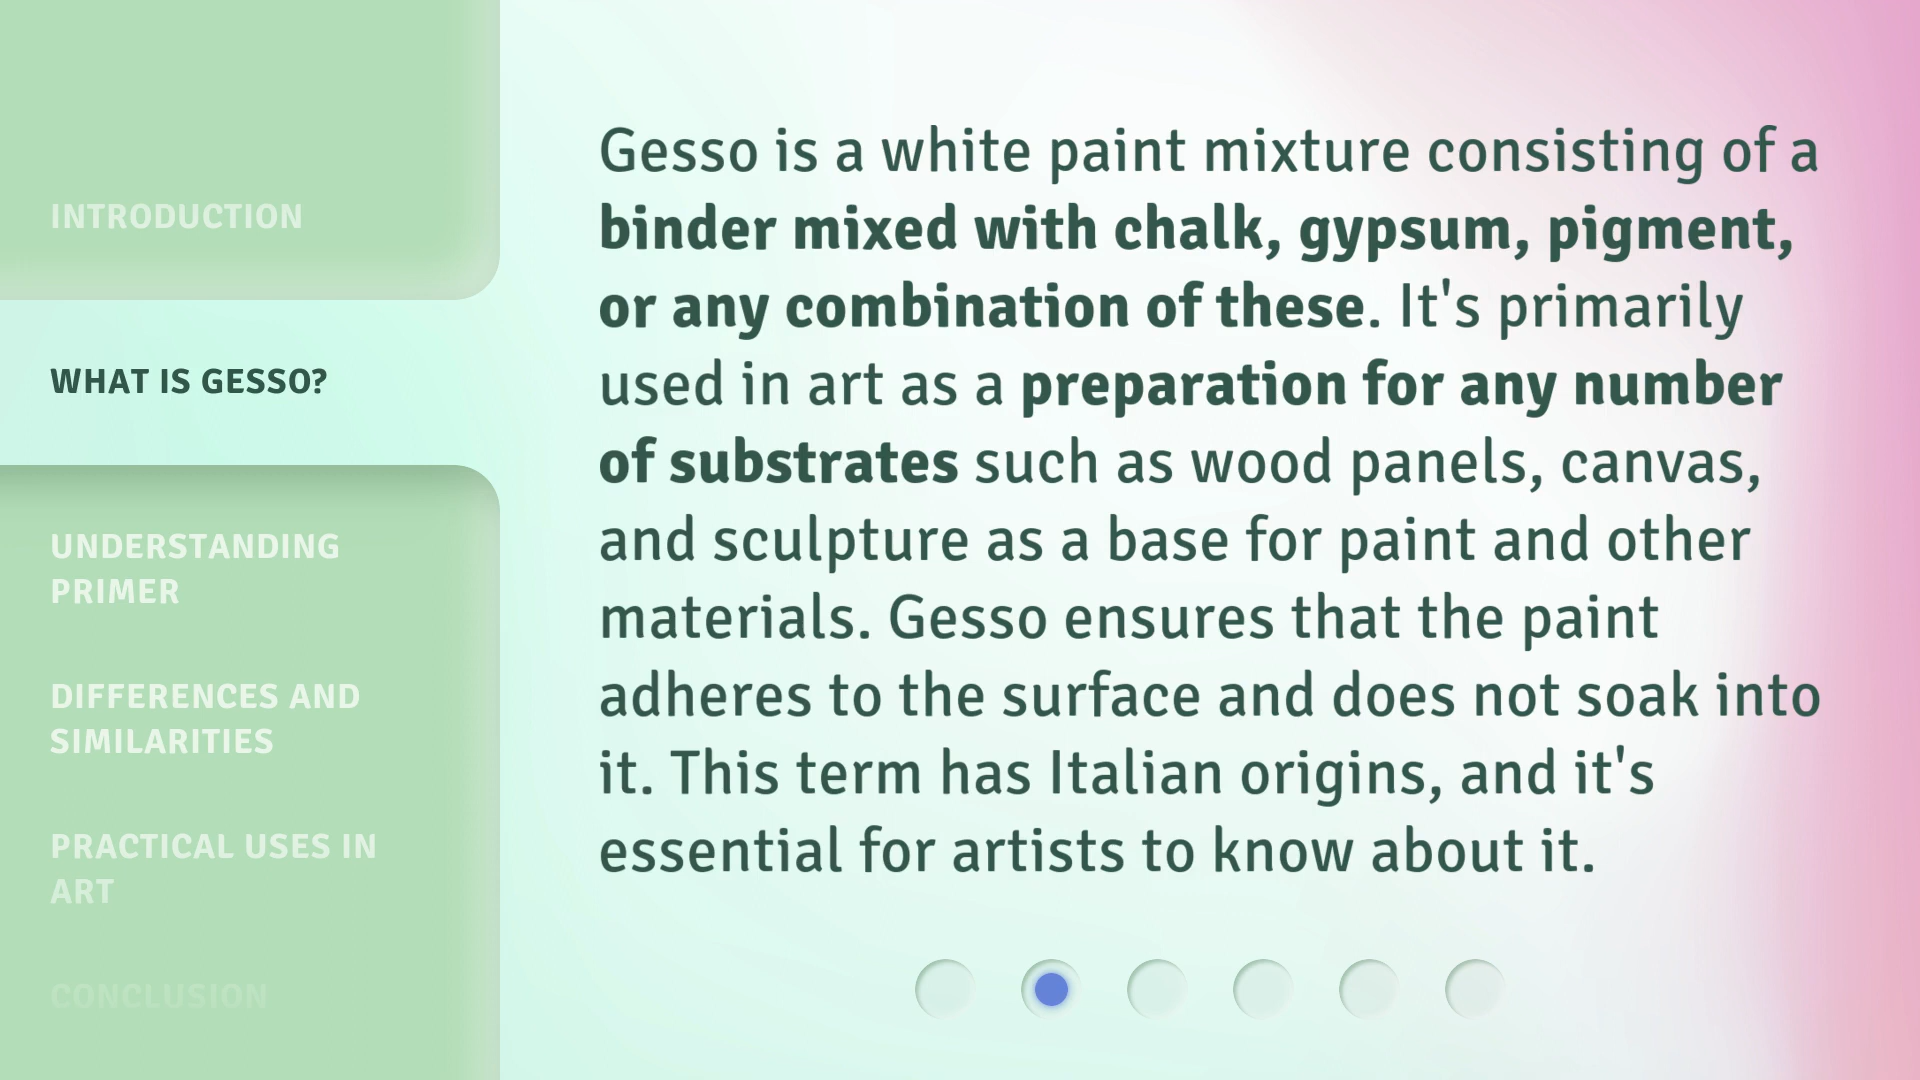 INTRODUCTION
WHAT IS GESSO?
UNDERSTANDING
PRIMER
DIFFERENCES AND
SIMILARITIES
PRACTICAL USES IN
ART
CONCLUSION
Gesso is a white paint mixture consisting of a
binder mixed with chalk, gypsum, pigment,
or any combination of these. It's primarily
used in art as a preparation for any number
of substrates such as wood panels, canvas,
and sculpture as a base for paint and other
materials. Gesso ensures that the paint
adheres to the surface and does not soak into
it. This term has Italian origins, and it's
essential for artists to know about it.